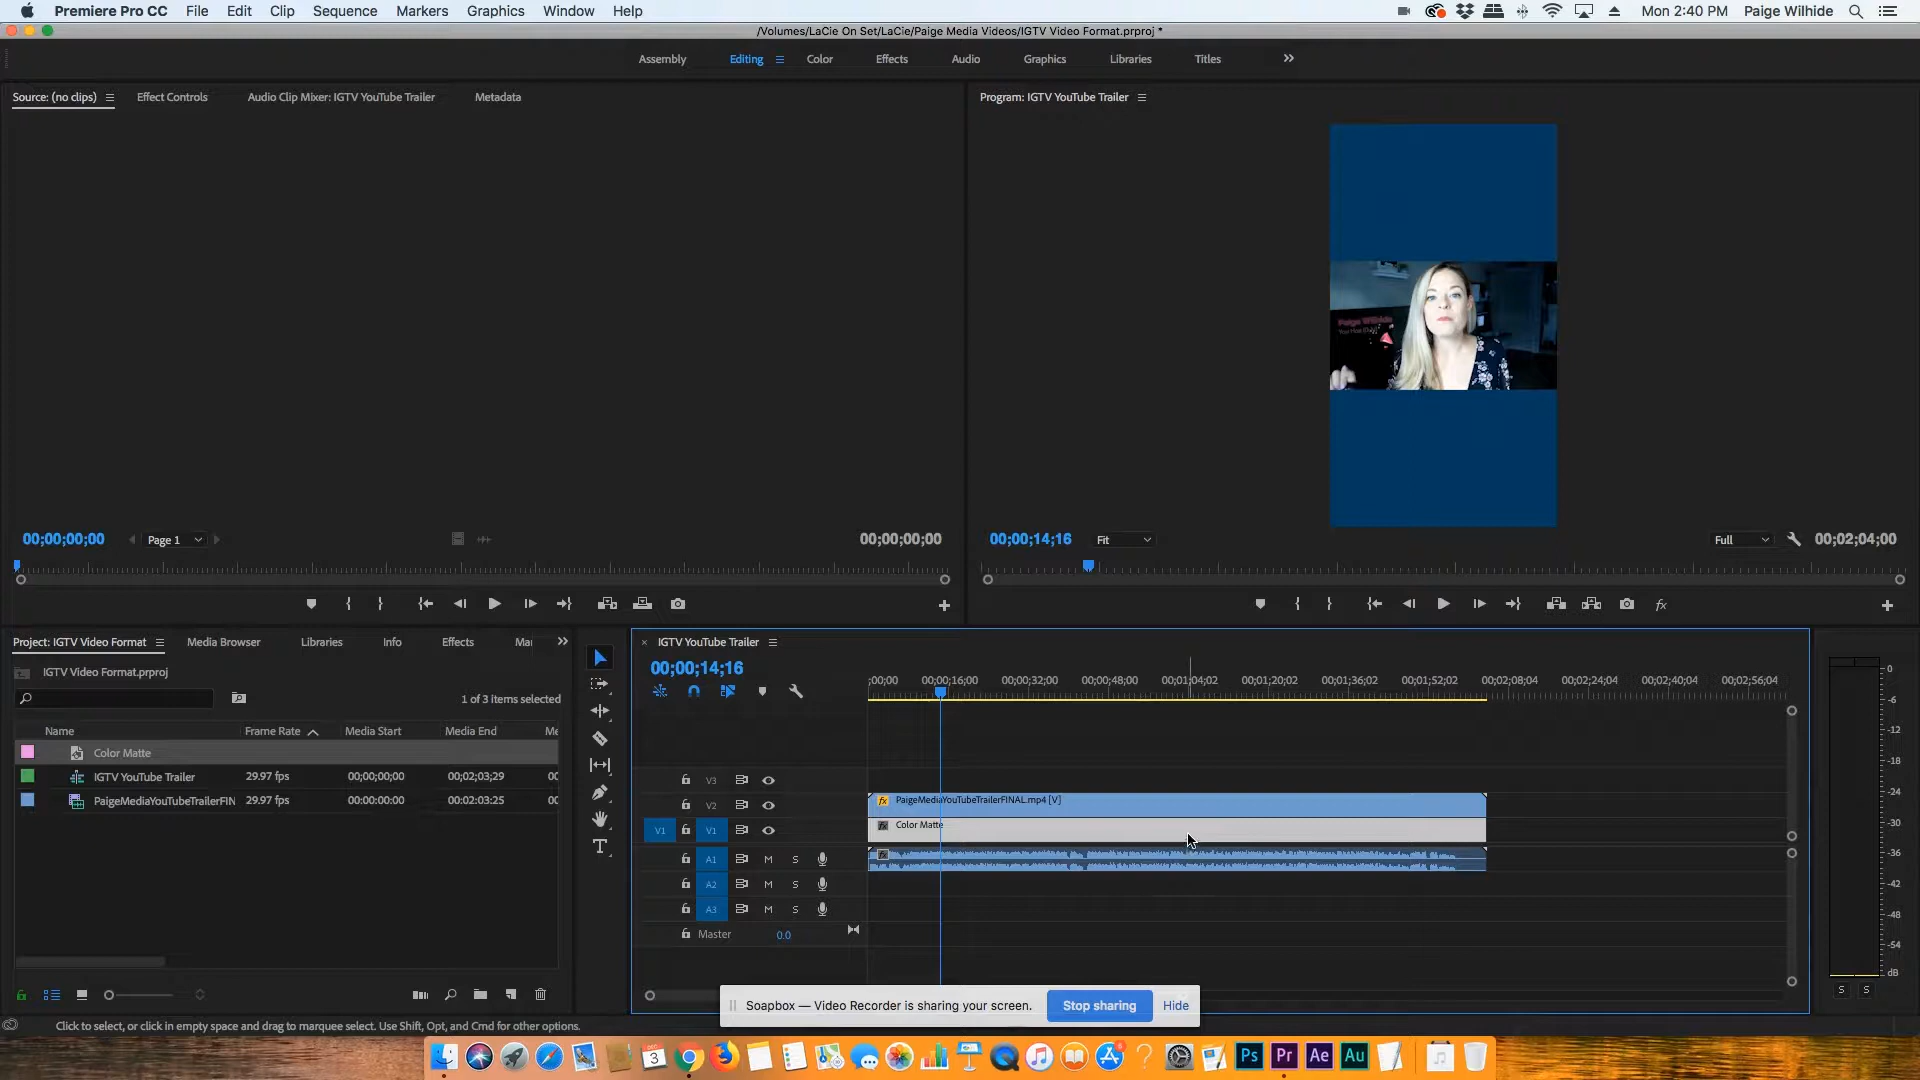 Premiere Pro CC File Edit Clip Sequence Markers Graphics Window Help Mon 2:40 PM Paige Wilhide
/Volumes/LaCie On Set/LaCie/Paige Media Videos/IGTV Video Format.prproj *
Assembly Editing Color Effects Audio Graphics Libraries Titles
Source: (no clips) Effect Controls Audio Clip Mixer: IGTV YouTube Trailer Metadata
Program: IGTV YouTube Trailer
Paige Wilhide
00;00;00;00 Page 1 00;00;00;00
00;00;14;16 Fit Full 00;02;04;00
Project: IGTV Video Format Media Browser Libraries Info Effects Mar
IGTV Video Format.prproj
1 of 3 items selected
Name Frame Rate Media Start Media End Me
Color Matte
IGTV YouTube Trailer 29.97 fps 00;00;00;00 00;02;03;29 00
PaigeMediaYouTubeTrailerFIN 29.97 fps 00:00:00:00 00:02:03:25 00
IGTV YouTube Trailer
00;00;14;16
;00;00 00;00;16;00 00;00;32;00 00;00;48;00 00;01;04;02 00;01;20;02 00;01;36;02 00;01;52;02 00;02;08;04 00;02;24;04 00;02;40;04 00;02;56;04
V3
V2 PaigeMediaYouTubeTrailerFINAL.mp4 [V]
V1 V1 Color Matte
A1 M S
A2 M S
A3 M S
Master 0.0
0
-6
-12
-18
-24
-30
-36
-42
-48
-54
dB
S S
Soapbox — Video Recorder is sharing your screen. Stop sharing Hide
Click to select, or click in empty space and drag to marquee select. Use Shift, Opt, and Cmd for other options.
DEC
3
Ps Pr Ae Au